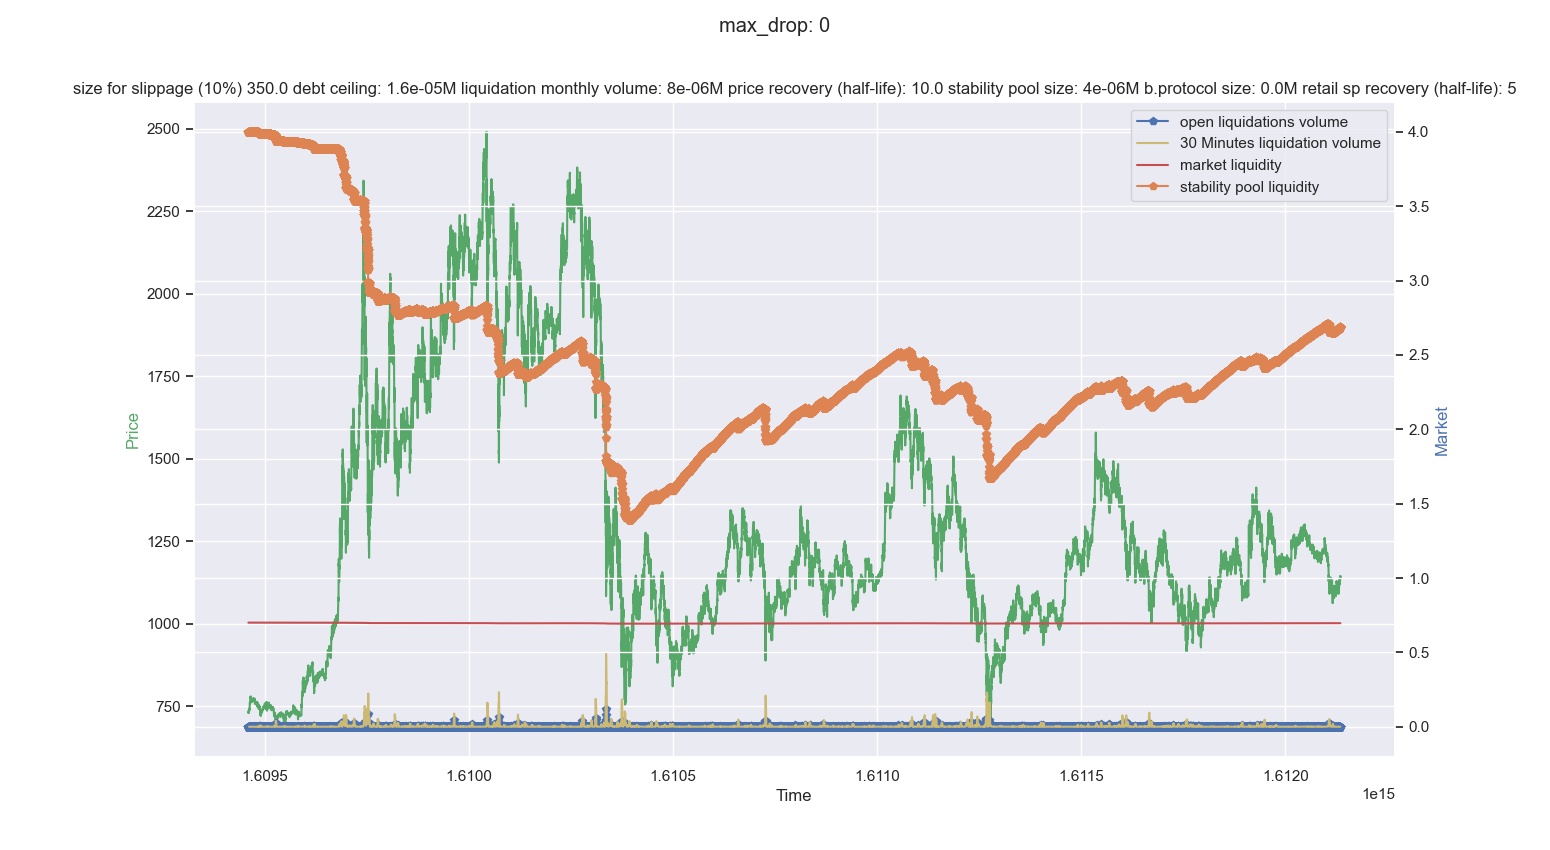 max_drop: 0
size for slippage (10%) 350.0 debt ceiling: 1.6e-05M liquidation monthly volume: 8e-06M price recovery (half-life): 10.0 stability pool size: 4e-06M b.protocol size: 0.0M retail sp recovery (half-life): 5
open liquidations volume
30 Minutes liquidation volume
market liquidity
stability pool liquidity
2500
2250
2000
1750
1500
1250
1000
750
Price
4.0
3.5
3.0
2.5
2.0
1.5
1.0
0.5
0.0
Market
1.6095 1.6100 1.6105 1.6110 1.6115 1.6120
Time
1e15